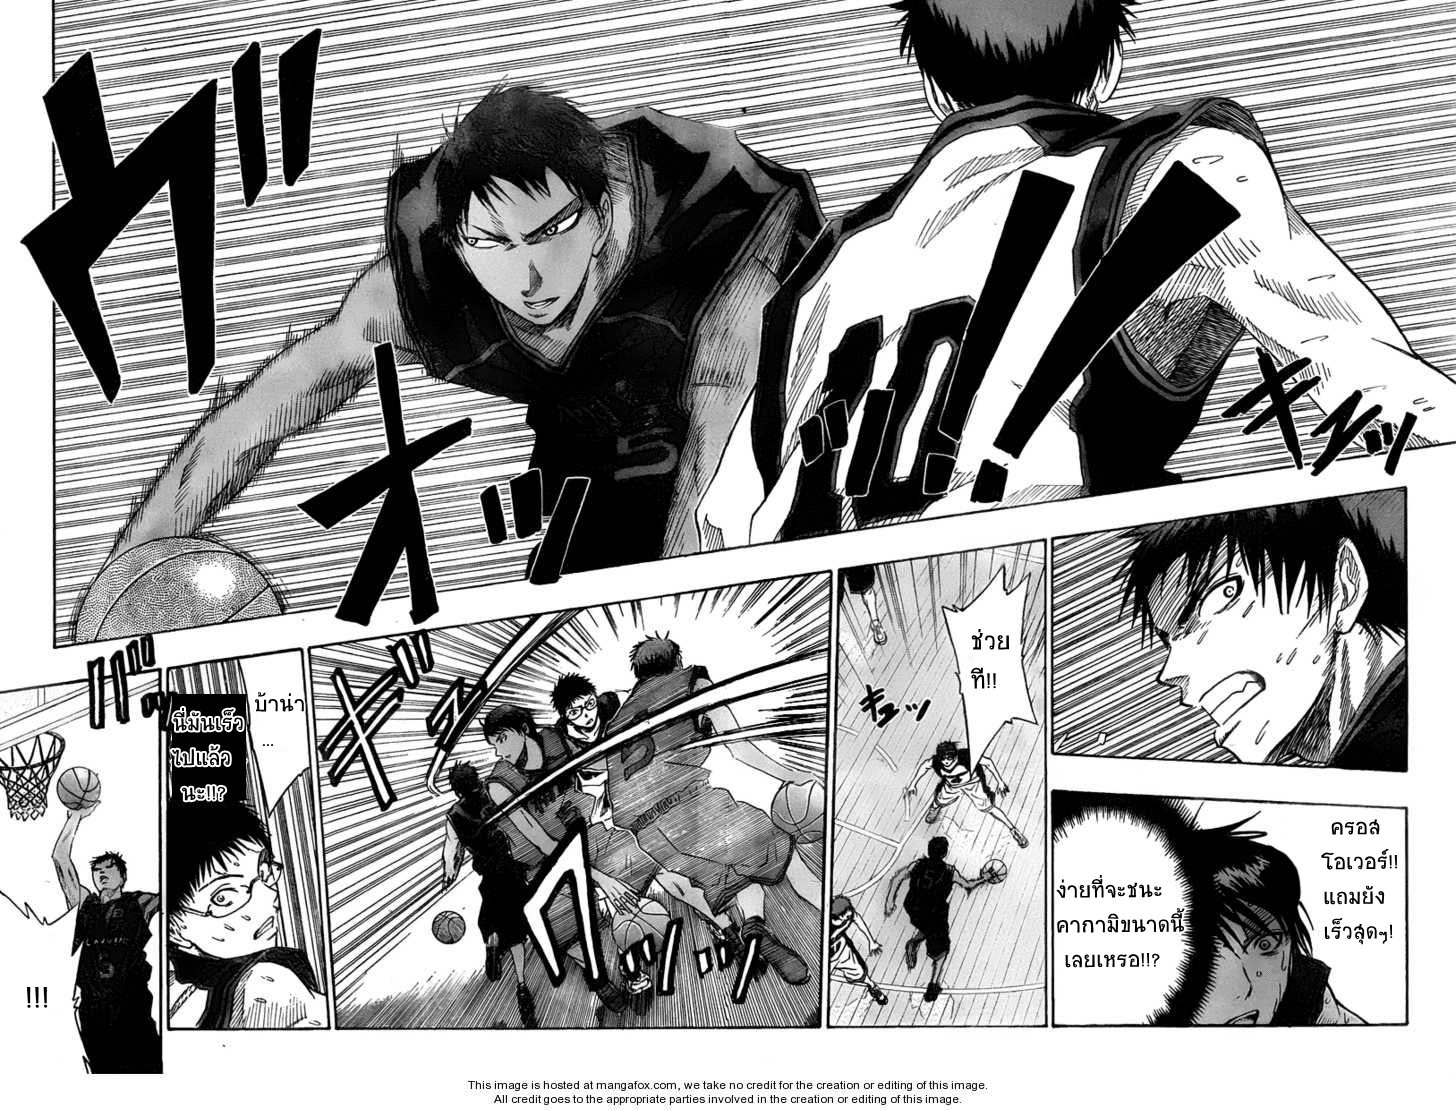 ヴ
オッ
!!
キュッ
10
5
ครอส
โอเวอร์!!
แถมยัง
เร็วสุดๆ!
ง่ายที่จะชนะ
คากามิขนาดนี้
เลยเหรอ!!?
ช่วย
ที!!
キュッ
บ้าน่า
...
นี่มันเร็ว
ไปแล้ว
นะ!!?
!!!
This image is hosted at mangafox.com, we take no credit for the creation or editing of this image.
All credit goes to the appropriate parties involved in the creation or editing of this image.